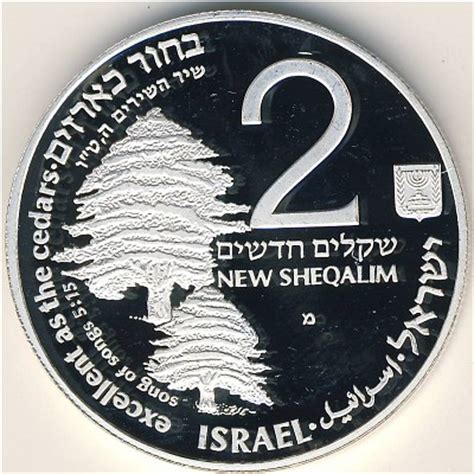 בחור כארזים · excellent as the cedars
שיר השירים ה,ט"ו
song of songs 5:15
2
שקלים חדשים
NEW SHEQALIM
מ
ISRAEL · اسرائيل · ישראל